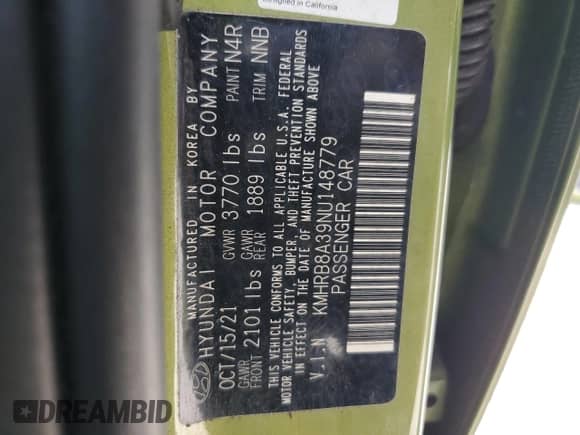 Designed in California
MANUFACTURED IN KOREA BY
HYUNDAI MOTOR COMPANY
OCT/15/21 GVWR 3770 lbs PAINT N4R
GAWR FRONT 2101 lbs GAWR REAR 1889 lbs TRIM NNB
THIS VEHICLE CONFORMS TO ALL APPLICABLE U.S.A. FEDERAL
MOTOR VEHICLE SAFETY, BUMPER, AND THEFT PREVENTION STANDARDS
IN EFFECT ON THE DATE OF MANUFACTURE SHOWN ABOVE
V.I.N KMHRB8A39NU148779
PASSENGER CAR
DREAMBID